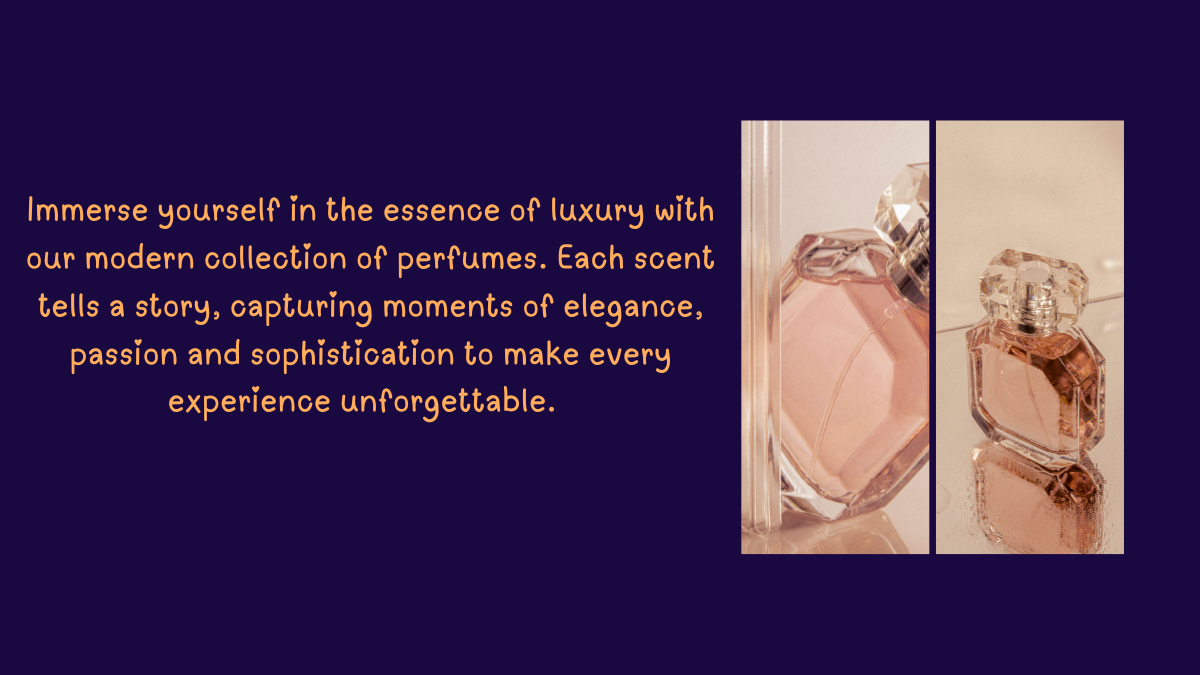 Immerse yourself in the essence of luxury with
our modern collection of perfumes. Each scent
tells a story, capturing moments of elegance,
passion and sophistication to make every
experience unforgettable.